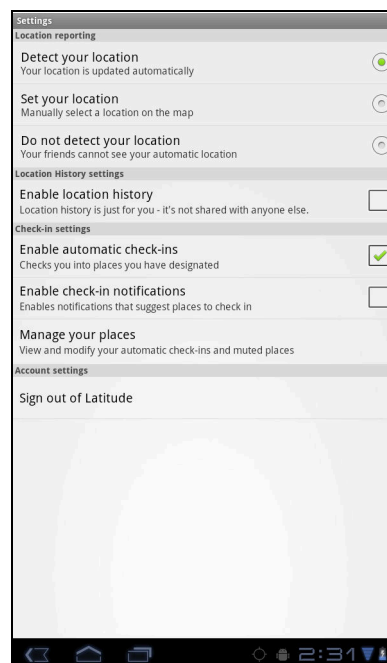 Settings
Location reporting
Detect your location
Your location is updated automatically
Set your location
Manually select a location on the map
Do not detect your location
Your friends cannot see your automatic location
Location History settings
Enable location history
Location history is just for you - it's not shared with anyone else.
Check-in settings
Enable automatic check-ins
Checks you into places you have designated
Enable check-in notifications
Enables notifications that suggest places to check in
Manage your places
View and modify your automatic check-ins and muted places
Account settings
Sign out of Latitude
2:31